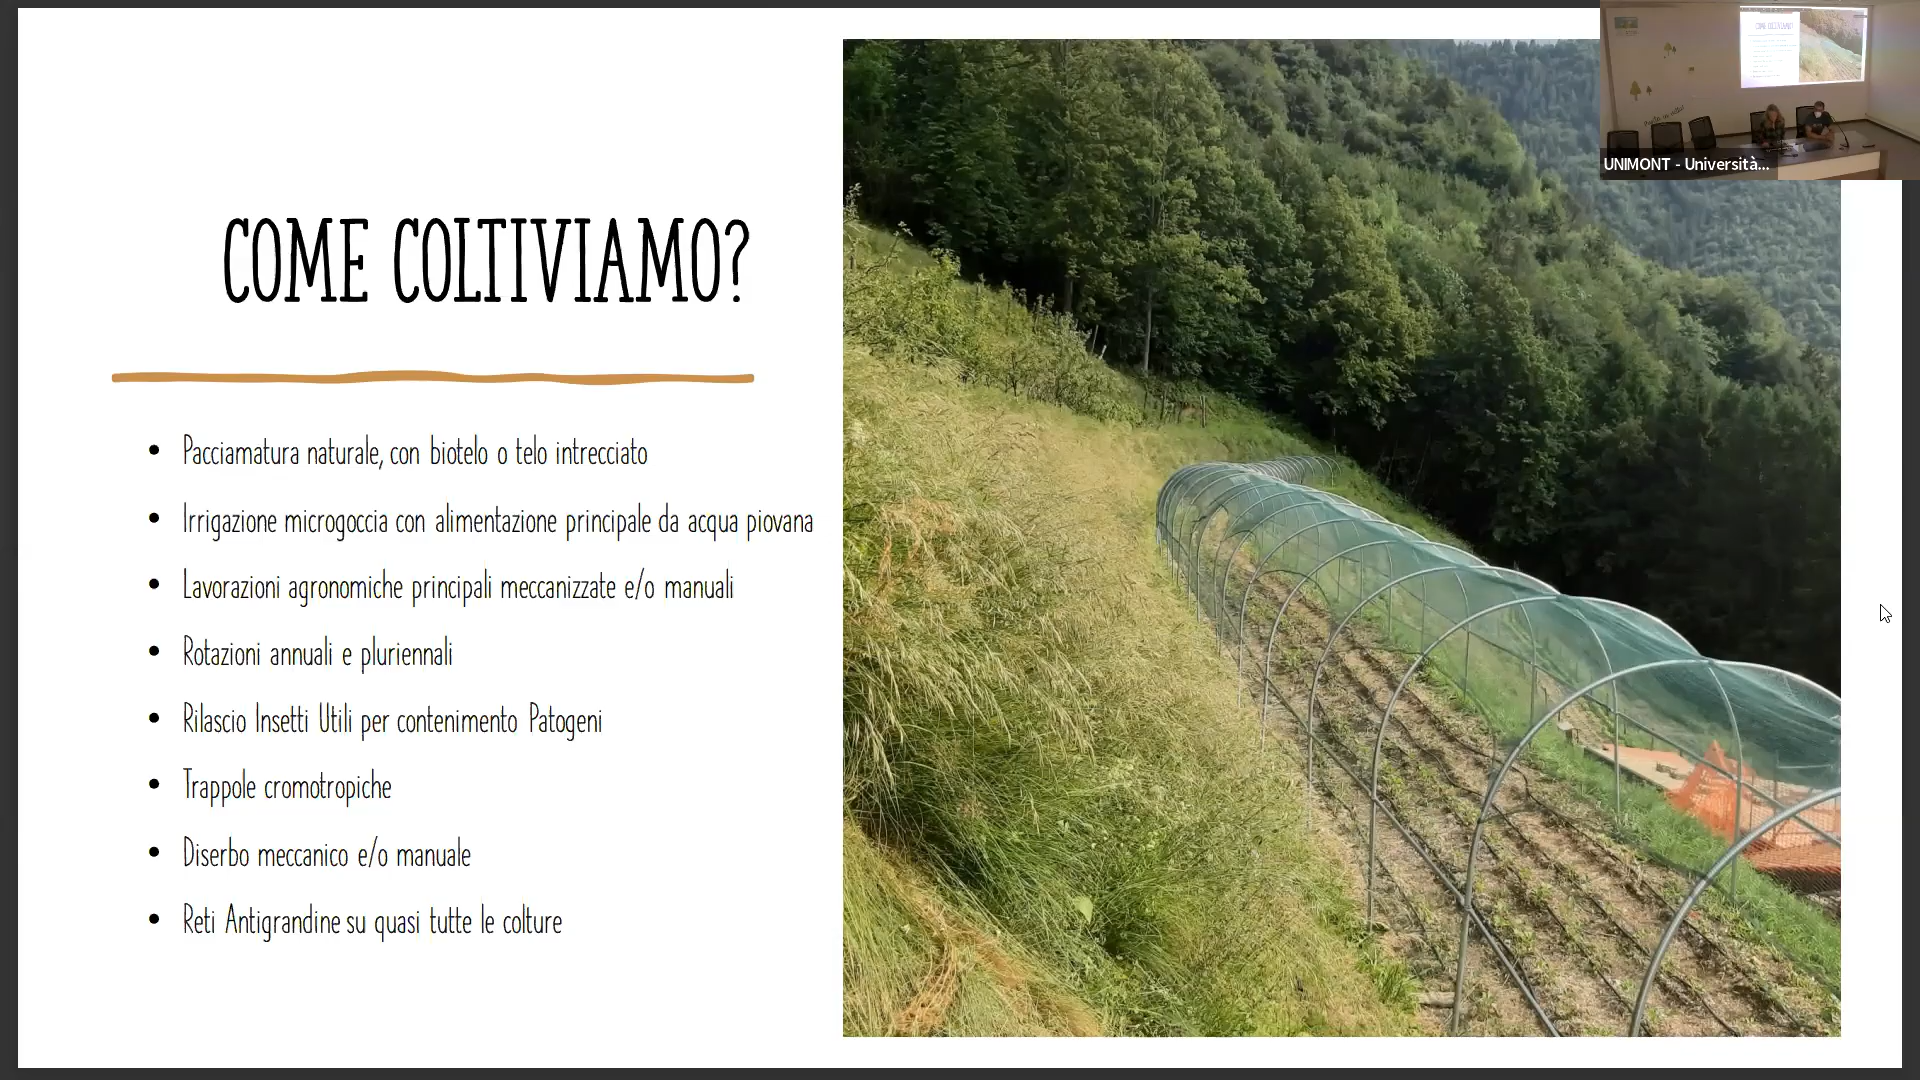 COME COLTIVIAMO?
• Pacciamatura naturale, con biotelo o telo intrecciato
• Irrigazione microgoccia con alimentazione principale da acqua piovana
• Lavorazioni agronomiche principali meccanizzate e/o manuali
• Rotazioni annuali e pluriennali
• Rilascio Insetti Utili per contenimento Patogeni
• Trappole cromotropiche
• Diserbo meccanico e/o manuale
• Reti Antigrandine su quasi tutte le colture
COME COLTIVIAMO?
UNIMONT - Università...